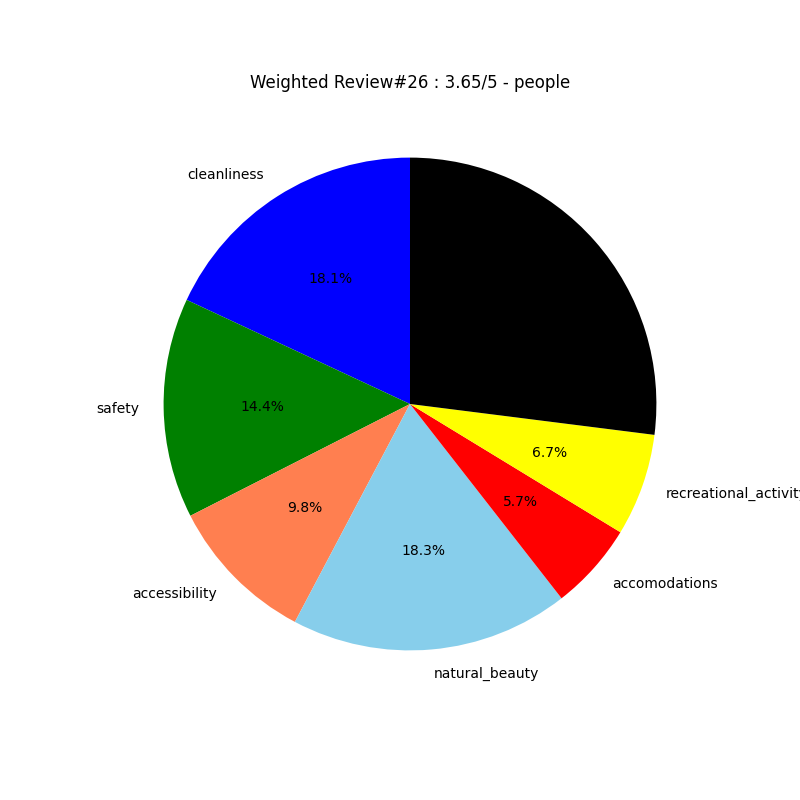 Weighted Review#26 : 3.65/5 - people
cleanliness
18.1%
safety
14.4%
accessibility
9.8%
natural_beauty
18.3%
accomodations
5.7%
recreational_activity
6.7%